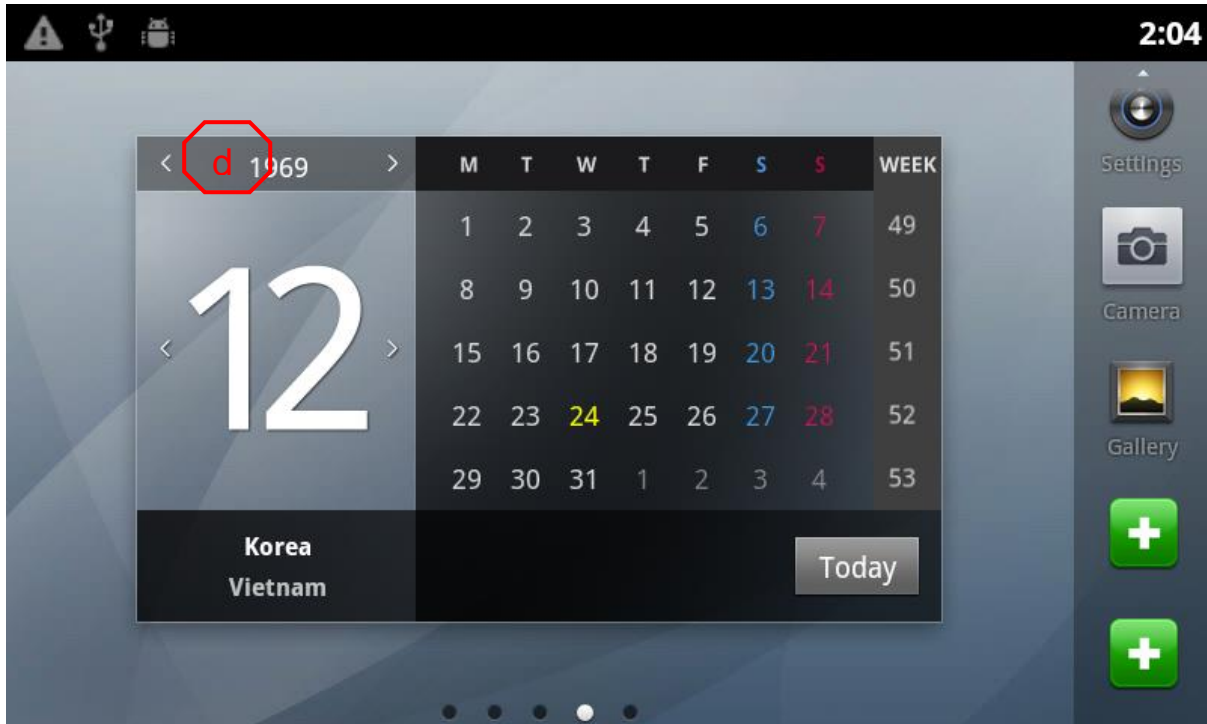 2:04
< d 1969 >
M T W T F S S WEEK
1 2 3 4 5 6 7 49
8 9 10 11 12 13 14 50
15 16 17 18 19 20 21 51
22 23 24 25 26 27 28 52
29 30 31 1 2 3 4 53
< 12 >
Korea
Vietnam
Today
Settings
Camera
Gallery